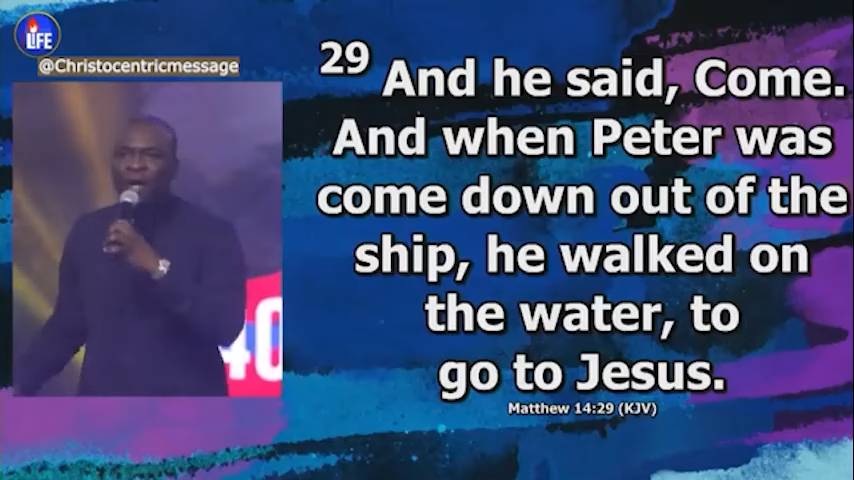 LIFE
@Christocentricmessage
29 And he said, Come.
And when Peter was
come down out of the
ship, he walked on
the water, to
go to Jesus.
Matthew 14:29 (KJV)
40